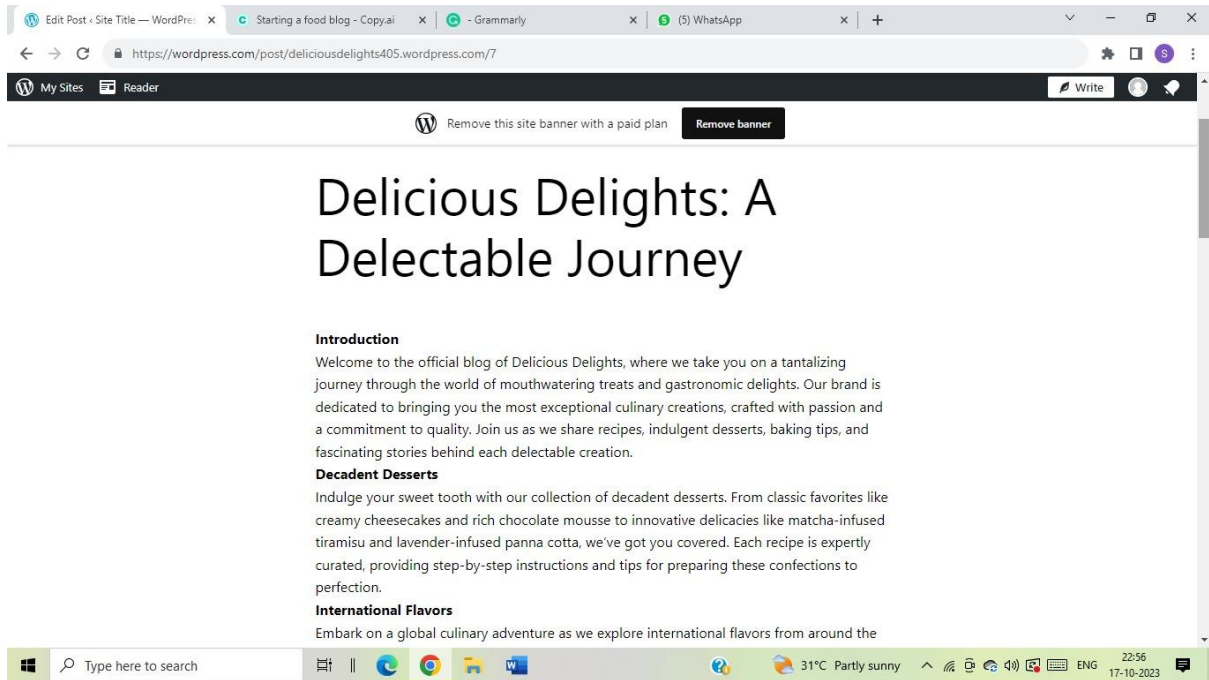 Edit Post ‹ Site Title — WordPre
Starting a food blog - Copy.ai
- Grammarly
(5) WhatsApp
https://wordpress.com/post/deliciousdelights405.wordpress.com/7
S
My Sites
Reader
Write
Remove this site banner with a paid plan
Remove banner
Delicious Delights: A
Delectable Journey
Introduction
Welcome to the official blog of Delicious Delights, where we take you on a tantalizing
journey through the world of mouthwatering treats and gastronomic delights. Our brand is
dedicated to bringing you the most exceptional culinary creations, crafted with passion and
a commitment to quality. Join us as we share recipes, indulgent desserts, baking tips, and
fascinating stories behind each delectable creation.
Decadent Desserts
Indulge your sweet tooth with our collection of decadent desserts. From classic favorites like
creamy cheesecakes and rich chocolate mousse to innovative delicacies like matcha-infused
tiramisu and lavender-infused panna cotta, we’ve got you covered. Each recipe is expertly
curated, providing step-by-step instructions and tips for preparing these confections to
perfection.
International Flavors
Embark on a global culinary adventure as we explore international flavors from around the
Type here to search
31°C Partly sunny
ENG
22:56
17-10-2023